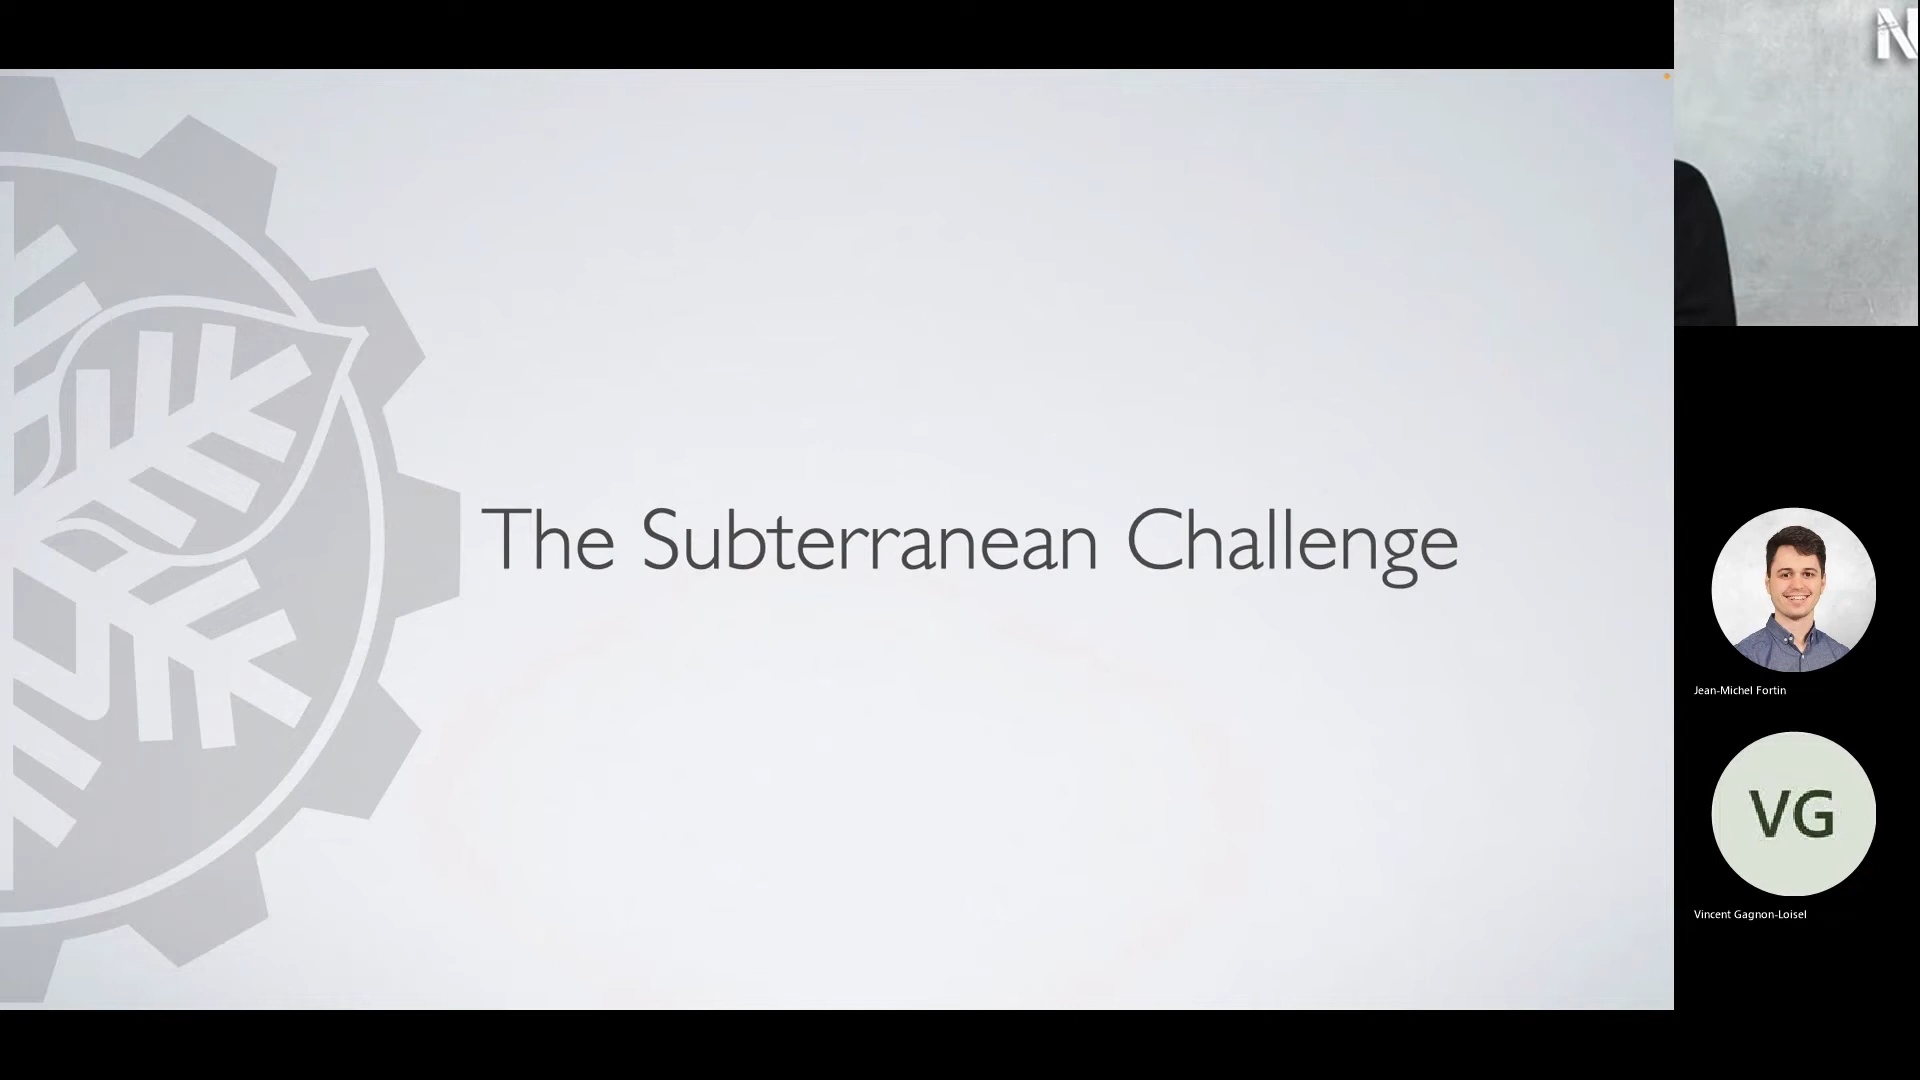 The Subterranean Challenge
N
Jean-Michel Fortin
VG
Vincent Gagnon-Loisel